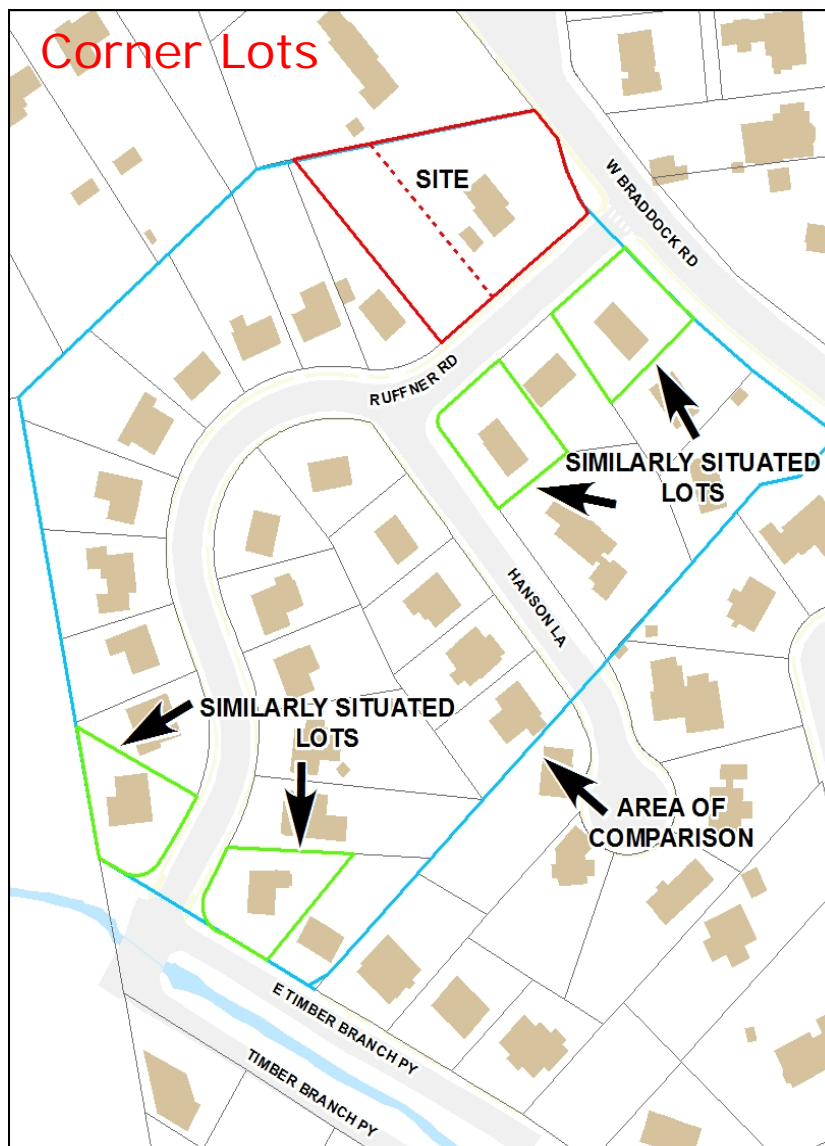 Corner Lots
SITE
W BRADDOCK RD
RUFFNER RD
SIMILARLY SITUATED
LOTS
HANSON LA
SIMILARLY SITUATED
LOTS
AREA OF
COMPARISON
E TIMBER BRANCH PY
TIMBER BRANCH PY